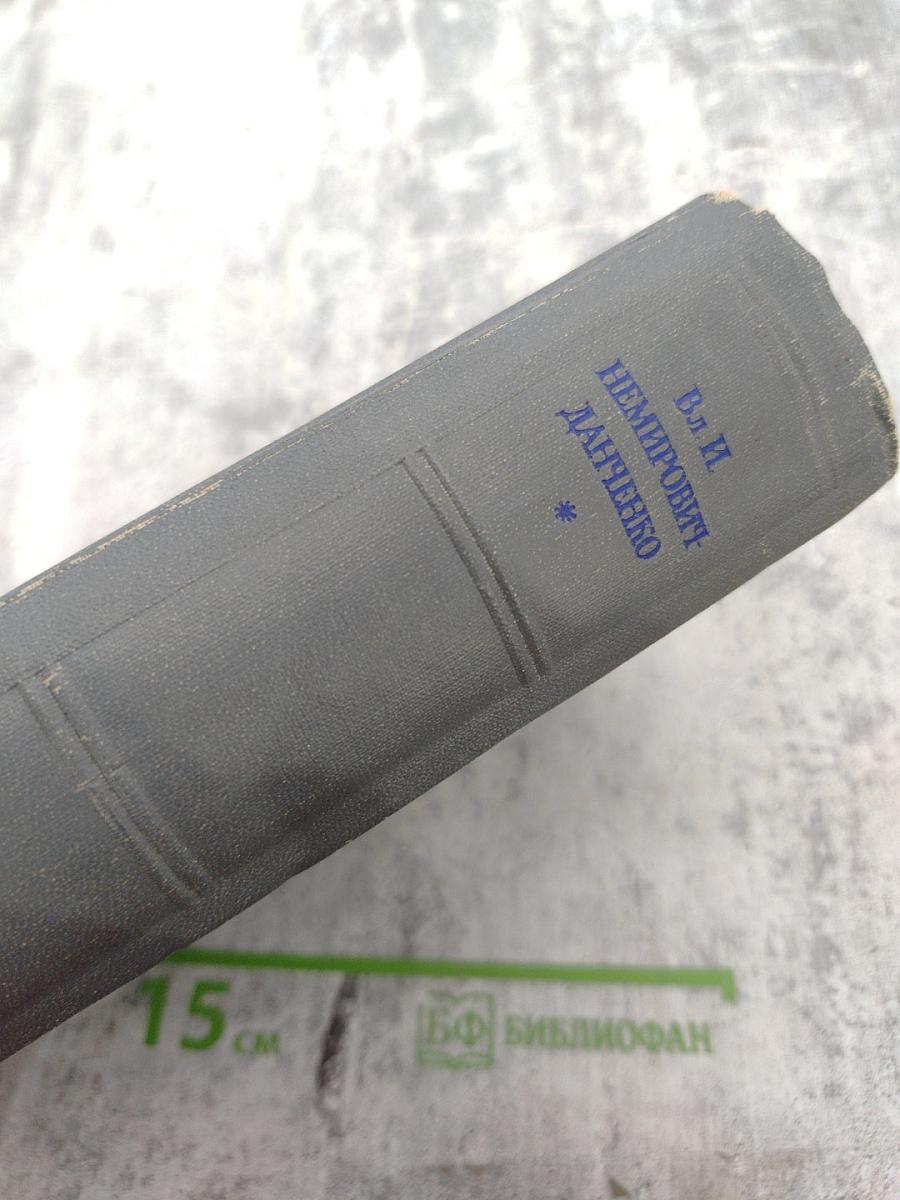 Вл. И.
НЕМИРОВИЧ-
ДАНЧЕНКО
*
15 см
БФ БИБЛИОФАН